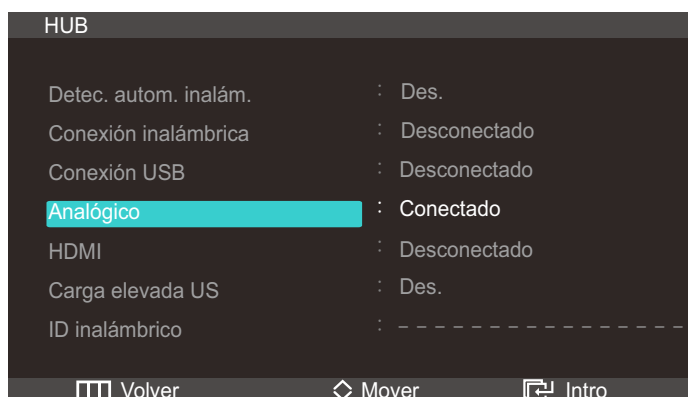 HUB
Detec. autom. inalám. : Des.
Conexión inalámbrica : Desconectado
Conexión USB : Desconectado
Analógico : Conectado
HDMI : Desconectado
Carga elevada US : Des.
ID inalámbrico : – – – – – – – – – – – – – – – – – – –
Volver Mover Intro